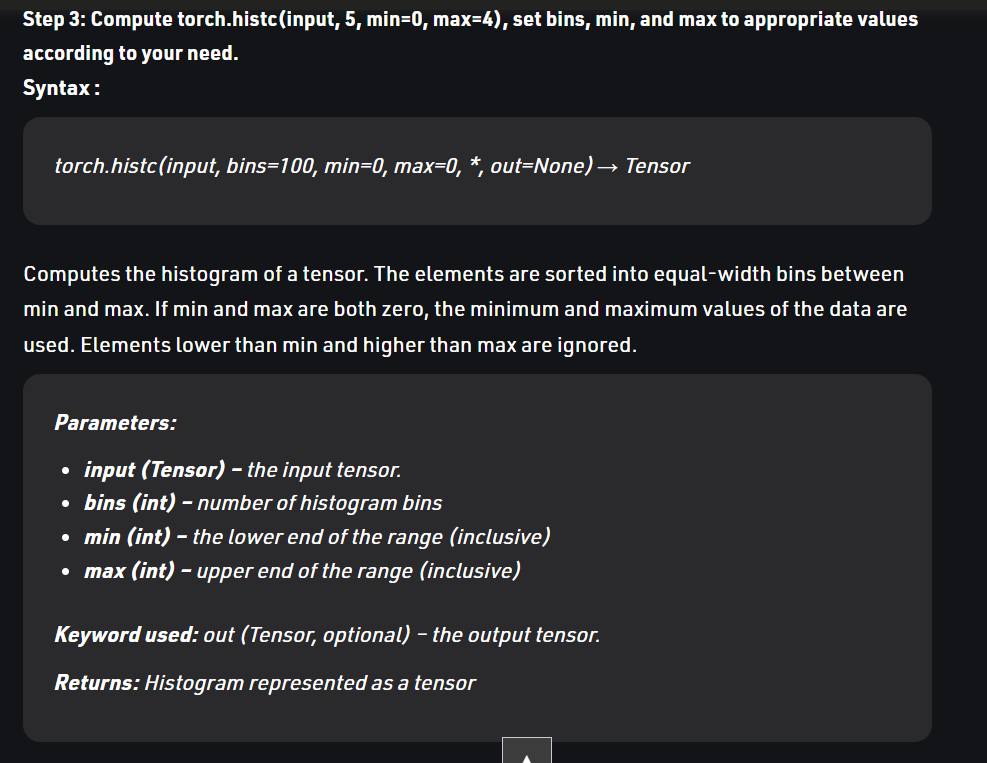 Step 3: Compute torch.histc(input, 5, min=0, max=4), set bins, min, and max to appropriate values
according to your need.
Syntax :
torch.histc(input, bins=100, min=0, max=0, *, out=None) → Tensor
Computes the histogram of a tensor. The elements are sorted into equal-width bins between
min and max. If min and max are both zero, the minimum and maximum values of the data are
used. Elements lower than min and higher than max are ignored.
Parameters:
• input (Tensor) – the input tensor.
• bins (int) – number of histogram bins
• min (int) – the lower end of the range (inclusive)
• max (int) – upper end of the range (inclusive)
Keyword used: out (Tensor, optional) – the output tensor.
Returns: Histogram represented as a tensor